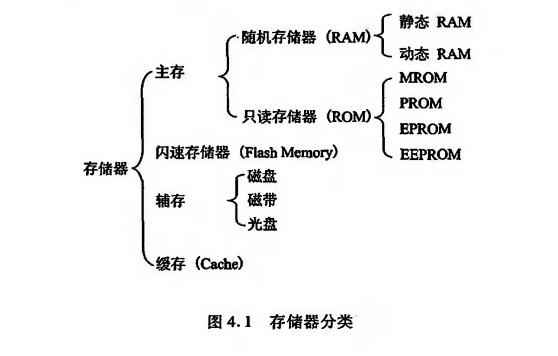 静态 RAM
随机存储器 (RAM)
动态 RAM
主存
MROM
PROM
只读存储器 (ROM)
EPROM
EEPROM
闪速存储器 (Flash Memory)
存储器
磁盘
辅存
磁带
光盘
缓存 (Cache)
图 4.1 存储器分类